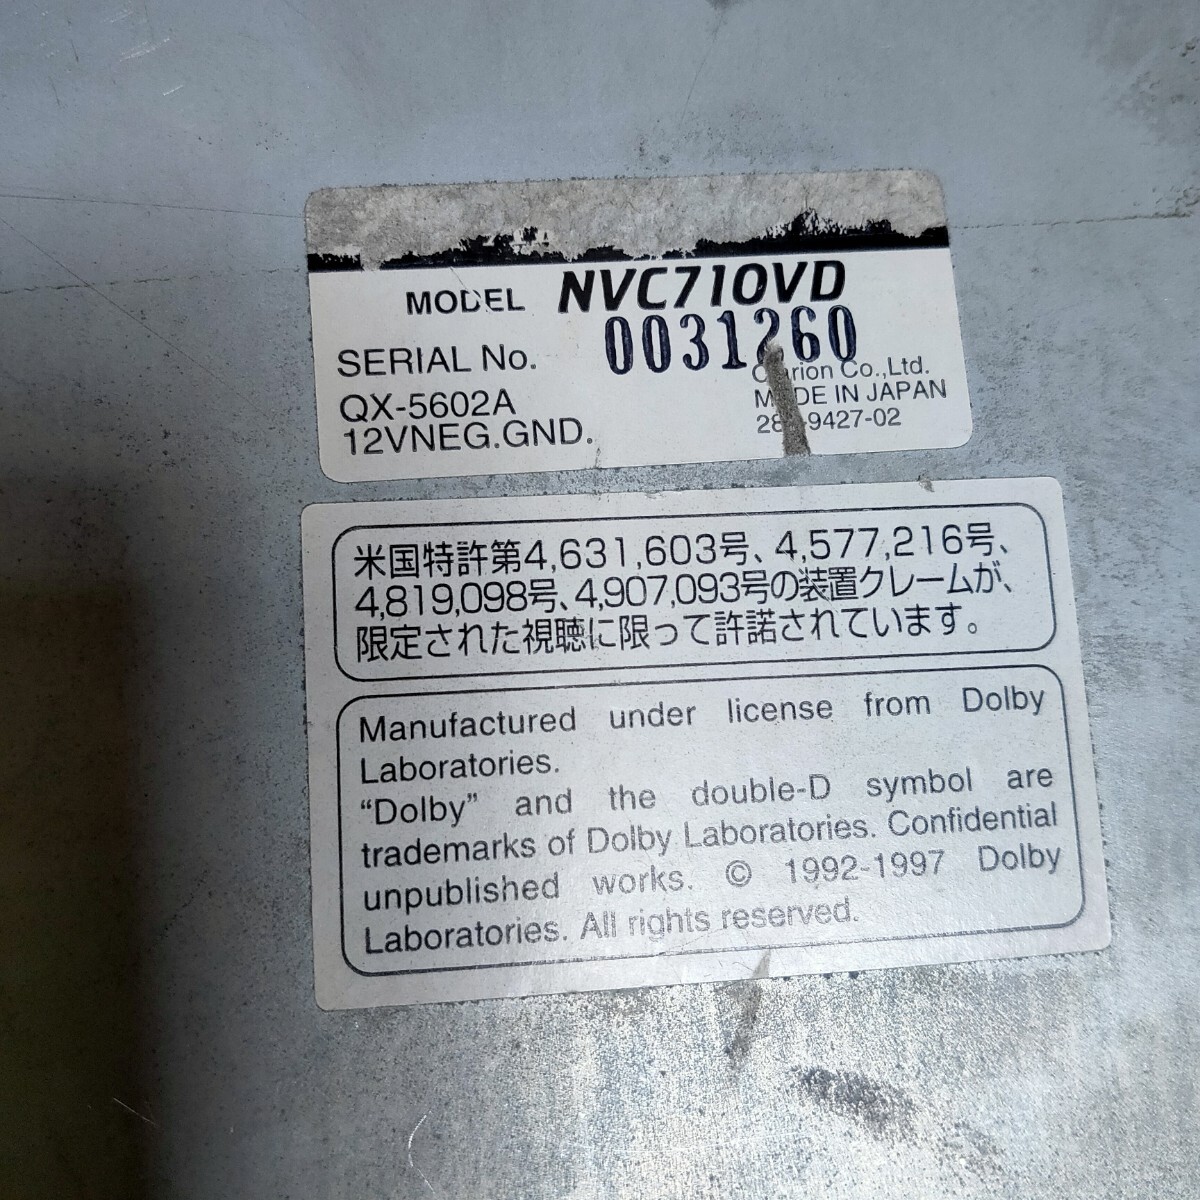 MODEL NVC710VD
SERIAL No. 0031260
QX-5602A
12VNEG.GND.
Co.,Ltd.
MADE IN JAPAN
9427-02
米国特許第4,631,603号、4,577,216号、
4,819,098号、4,907,093号の装置クレームが、
限定された視聴に限って許諾されています。
Manufactured under license from Dolby
Laboratories.
“Dolby” and the double-D symbol are
trademarks of Dolby Laboratories. Confidential
unpublished works. © 1992-1997 Dolby
Laboratories. All rights reserved.